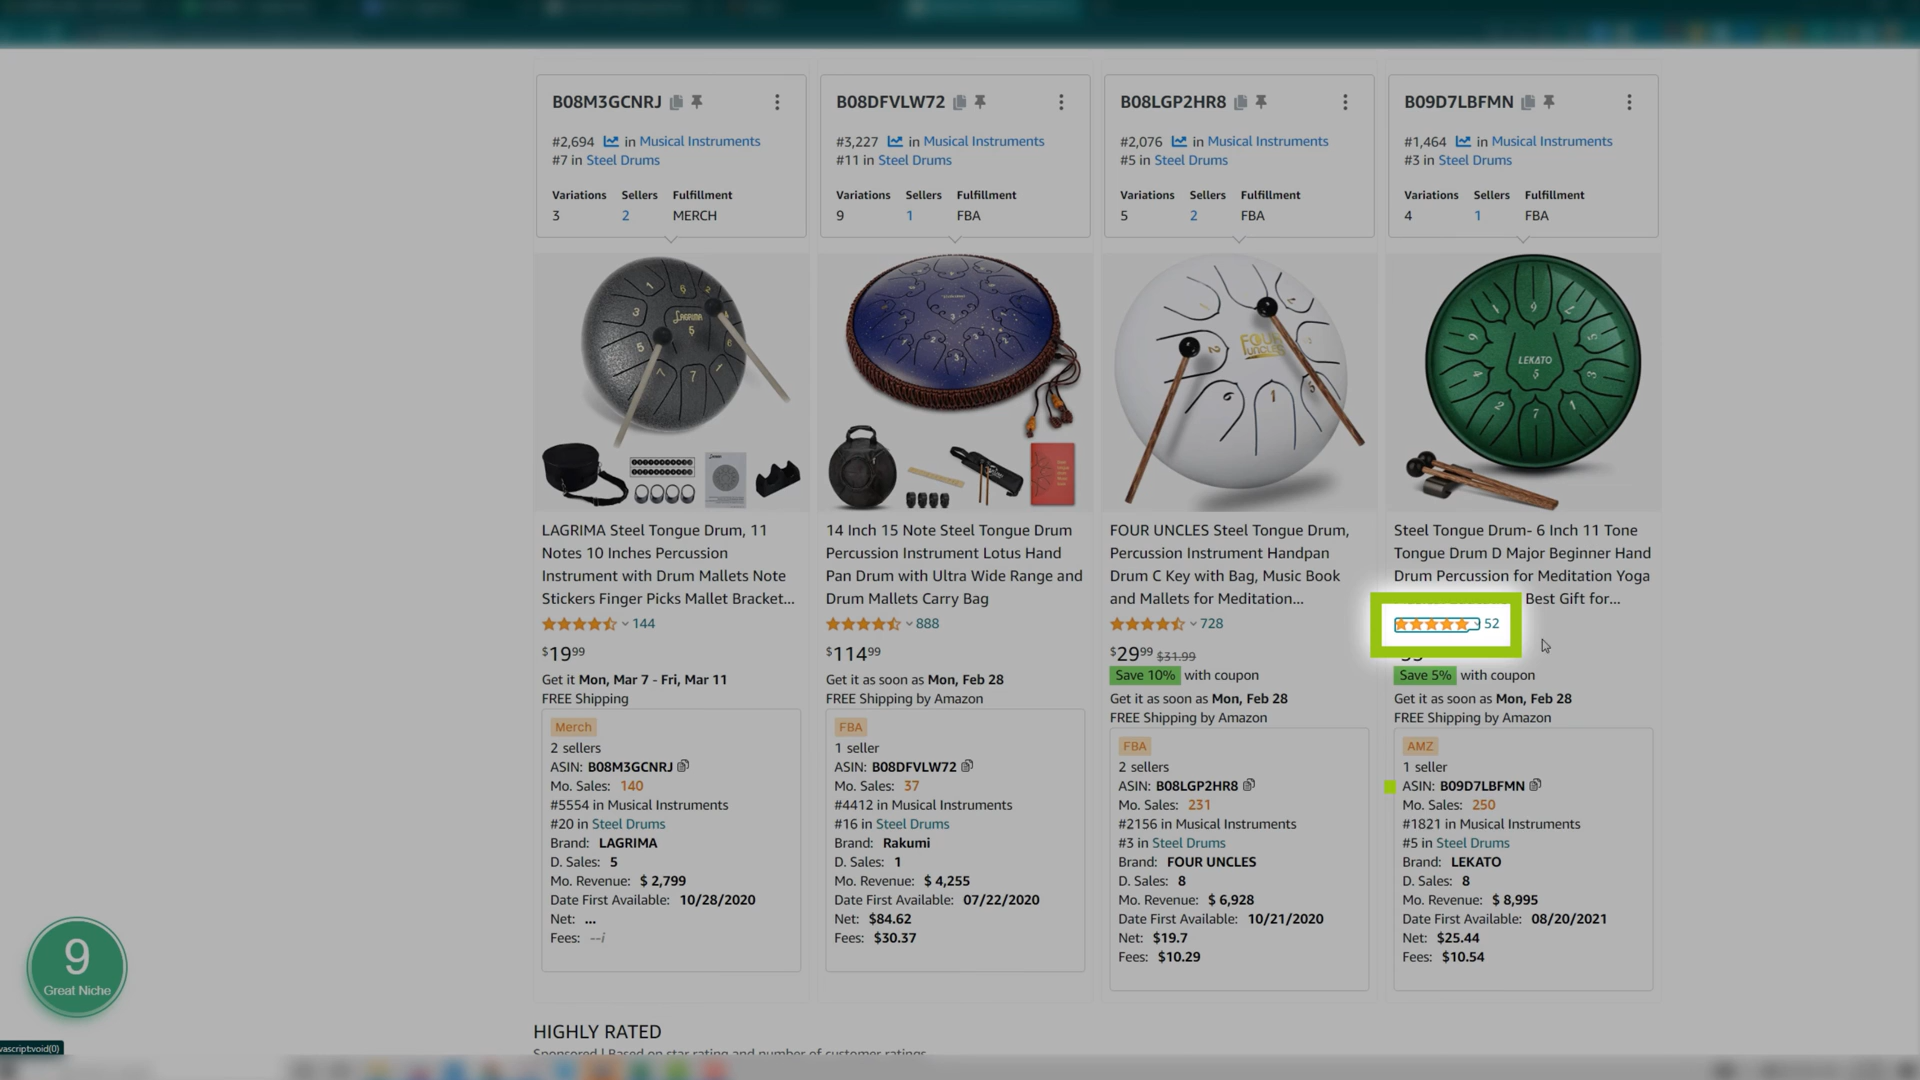 B08M3GCNRJ
#2,694 in Musical Instruments
#7 in Steel Drums
Variations Sellers Fulfillment
3 2 MERCH
B08DFVLW72
#3,227 in Musical Instruments
#11 in Steel Drums
Variations Sellers Fulfillment
9 1 FBA
B08LGP2HR8
#2,076 in Musical Instruments
#5 in Steel Drums
Variations Sellers Fulfillment
5 2 FBA
B09D7LBFMN
#1,464 in Musical Instruments
#3 in Steel Drums
Variations Sellers Fulfillment
4 1 FBA
LAGRIMA
FOUR
UNCLES
LEKATO
LAGRIMA Steel Tongue Drum, 11
Notes 10 Inches Percussion
Instrument with Drum Mallets Note
Stickers Finger Picks Mallet Bracket...
144
$19.99
Get it Mon, Mar 7 - Fri, Mar 11
FREE Shipping
Merch
2 sellers
ASIN: B08M3GCNRJ
Mo. Sales: 140
#5554 in Musical Instruments
#20 in Steel Drums
Brand: LAGRIMA
D. Sales: 5
Mo. Revenue: $ 2,799
Date First Available: 10/28/2020
Net: ...
Fees: --i
14 Inch 15 Note Steel Tongue Drum
Percussion Instrument Lotus Hand
Pan Drum with Ultra Wide Range and
Drum Mallets Carry Bag
888
$114.99
Get it as soon as Mon, Feb 28
FREE Shipping by Amazon
FBA
1 seller
ASIN: B08DFVLW72
Mo. Sales: 37
#4412 in Musical Instruments
#16 in Steel Drums
Brand: Rakumi
D. Sales: 1
Mo. Revenue: $ 4,255
Date First Available: 07/22/2020
Net: $84.62
Fees: $30.37
FOUR UNCLES Steel Tongue Drum,
Percussion Instrument Handpan
Drum C Key with Bag, Music Book
and Mallets for Meditation...
728
$29.99 $31.99
Save 10% with coupon
Get it as soon as Mon, Feb 28
FREE Shipping by Amazon
FBA
2 sellers
ASIN: B08LGP2HR8
Mo. Sales: 231
#2156 in Musical Instruments
#3 in Steel Drums
Brand: FOUR UNCLES
D. Sales: 8
Mo. Revenue: $ 6,928
Date First Available: 10/21/2020
Net: $19.7
Fees: $10.29
Steel Tongue Drum- 6 Inch 11 Tone
Tongue Drum D Major Beginner Hand
Drum Percussion for Meditation Yoga
Best Gift for...
52
Save 5% with coupon
Get it as soon as Mon, Feb 28
FREE Shipping by Amazon
AMZ
1 seller
ASIN: B09D7LBFMN
Mo. Sales: 250
#1821 in Musical Instruments
#5 in Steel Drums
Brand: LEKATO
D. Sales: 8
Mo. Revenue: $ 8,995
Date First Available: 08/20/2021
Net: $25.44
Fees: $10.54
9
Great Niche
HIGHLY RATED
Sponsored | Based on star rating and number of customer ratings
vascript:void(0)